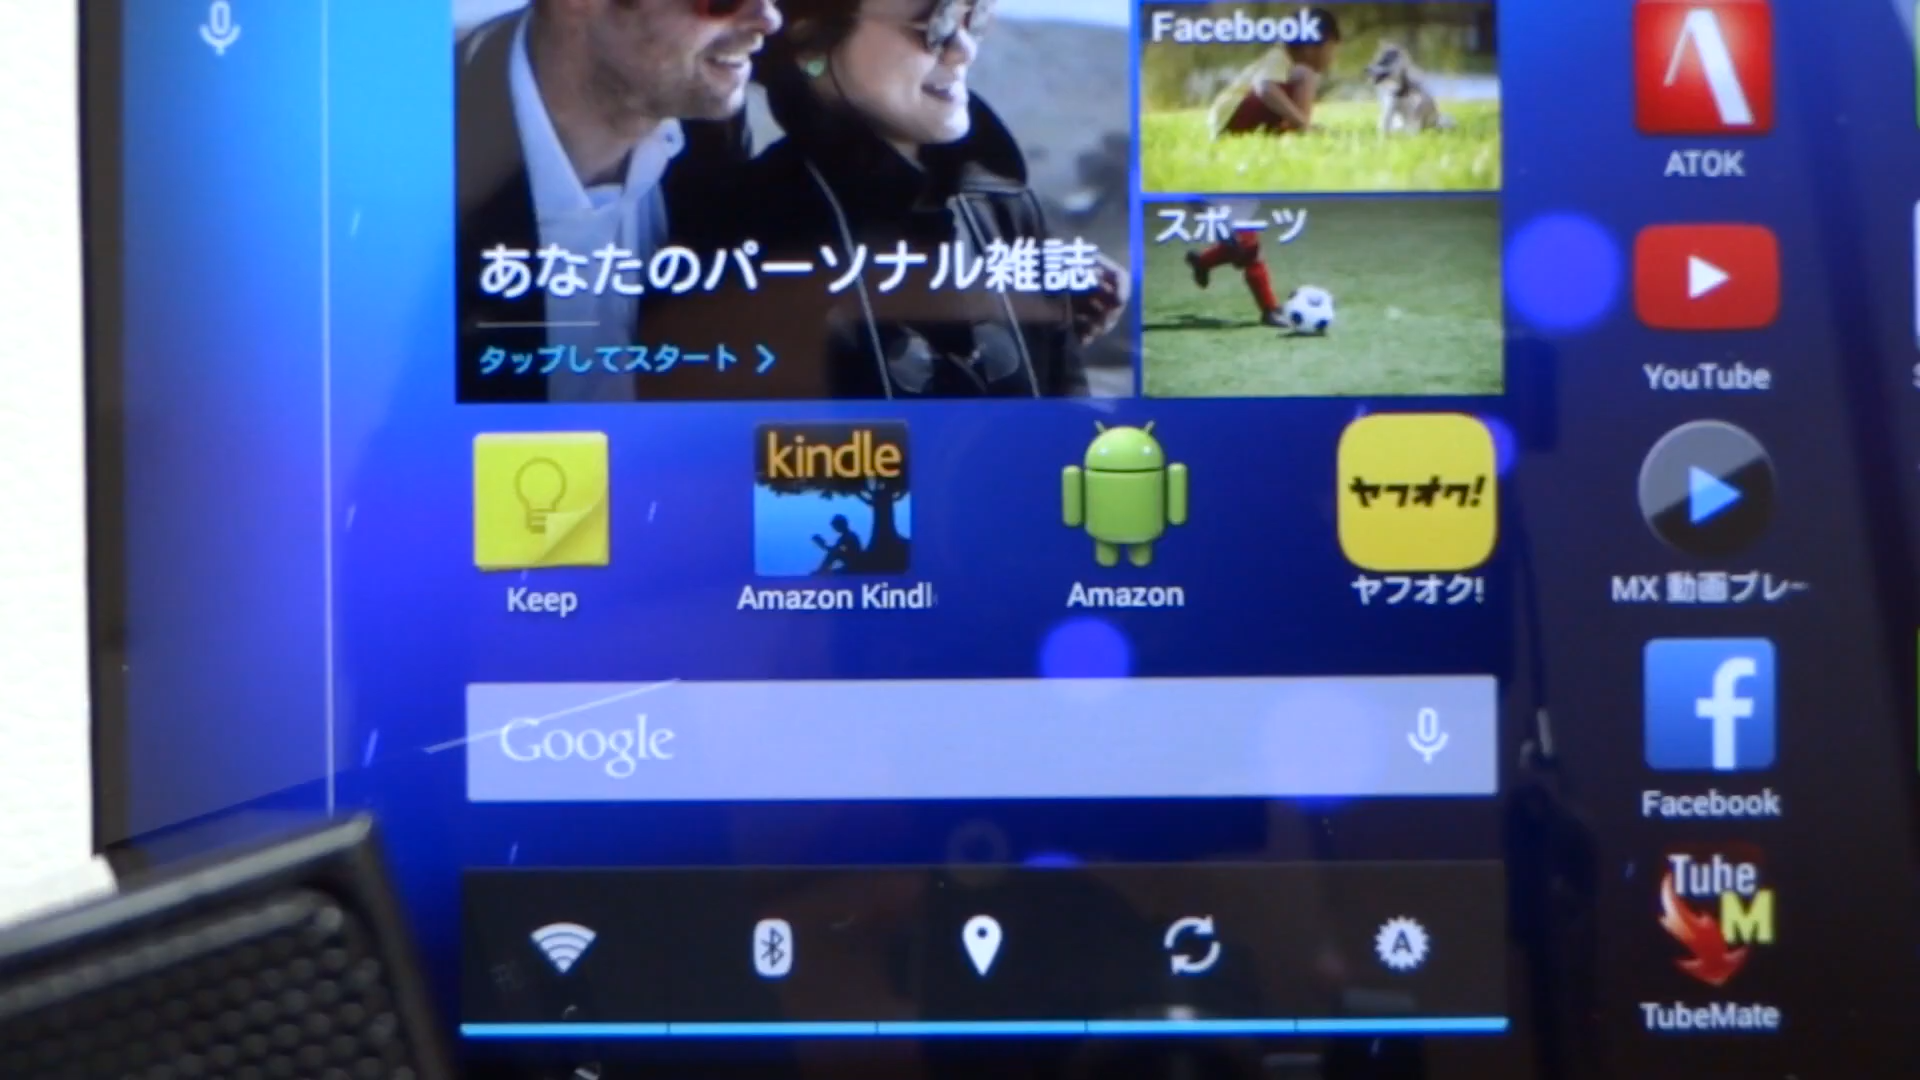 Facebook
スポーツ
あなたのパーソナル雑誌
タップしてスタート
ATOK
YouTube
kindle
ヤフオク!
Keep
Amazon Kindl
Amazon
ヤフオク!
MX 動画プレー
Google
Facebook
Tube
M
A
TubeMate